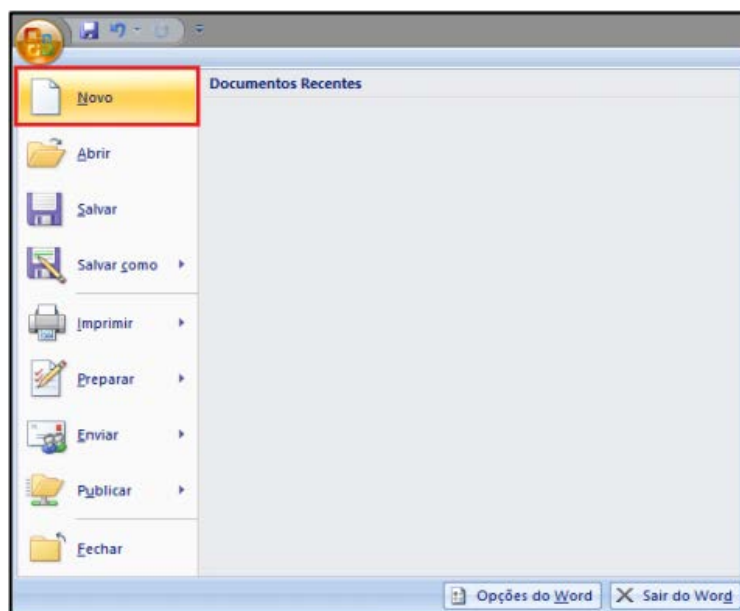 Novo
Documentos Recentes
Abrir
Salvar
Salvar como
Imprimir
Preparar
Enviar
Publicar
Fechar
Opções do Word
Sair do Word